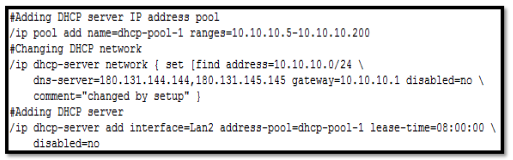 #Adding DHCP server IP address pool
/ip pool add name=dhcp-pool-1 ranges=10.10.10.5-10.10.10.200
#Changing DHCP network
/ip dhcp-server network { set [find address=10.10.10.0/24 \
dns-server=180.131.144.144,180.131.145.145 gateway=10.10.10.1 disabled=no \
comment="changed by setup" }
#Adding DHCP server
/ip dhcp-server add interface=Lan2 address-pool=dhcp-pool-1 lease-time=08:00:00 \
disabled=no